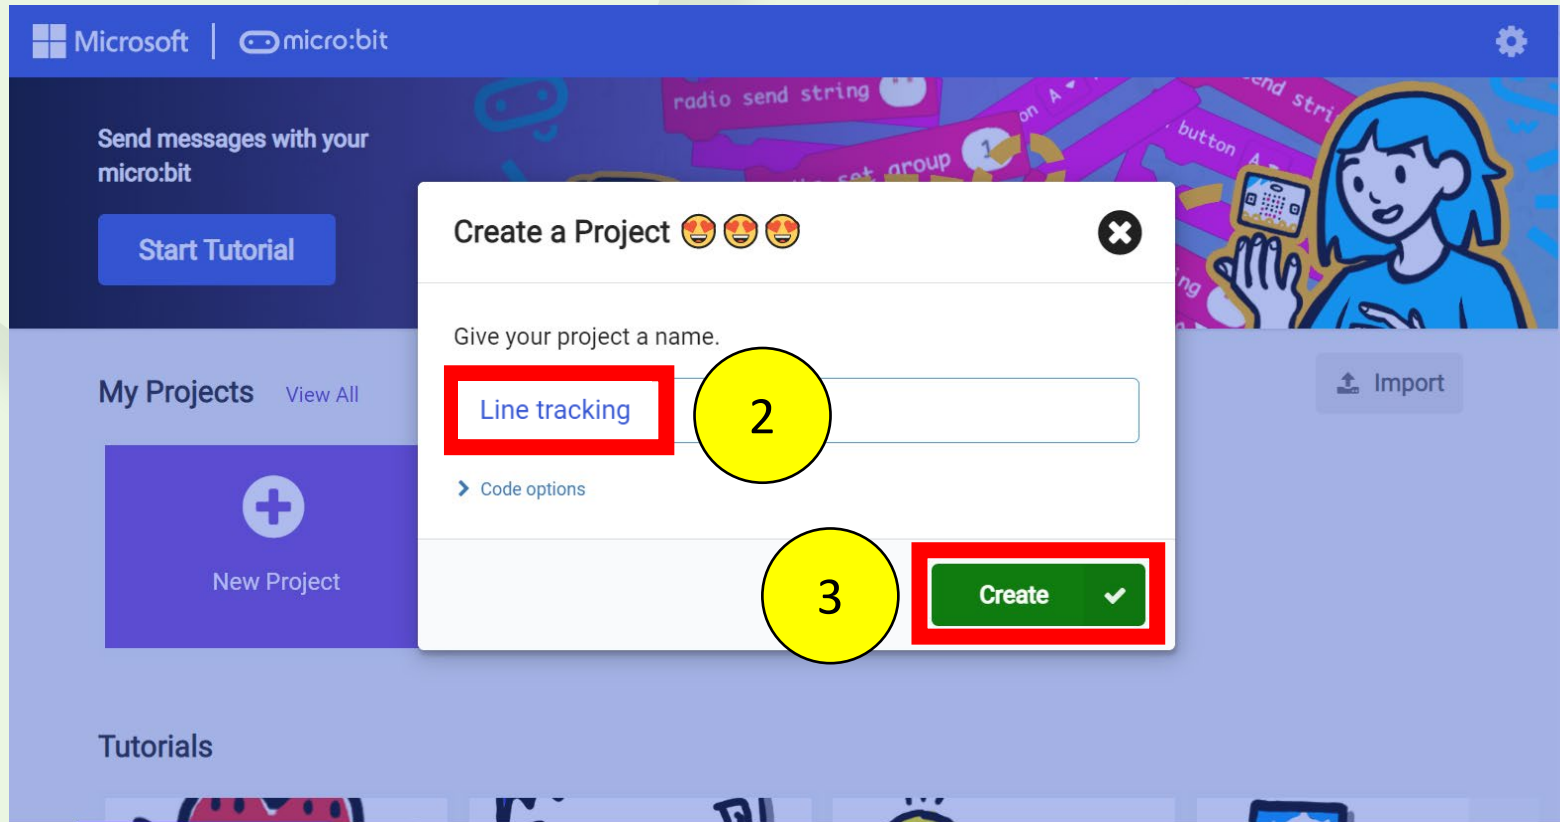 Microsoft micro:bit
radio send string
Send messages with your
micro:bit
Start Tutorial
set group 1
button A
Create a Project
Give your project a name.
Line tracking
2
Code options
3
Create
My Projects View All
Import
New Project
Tutorials